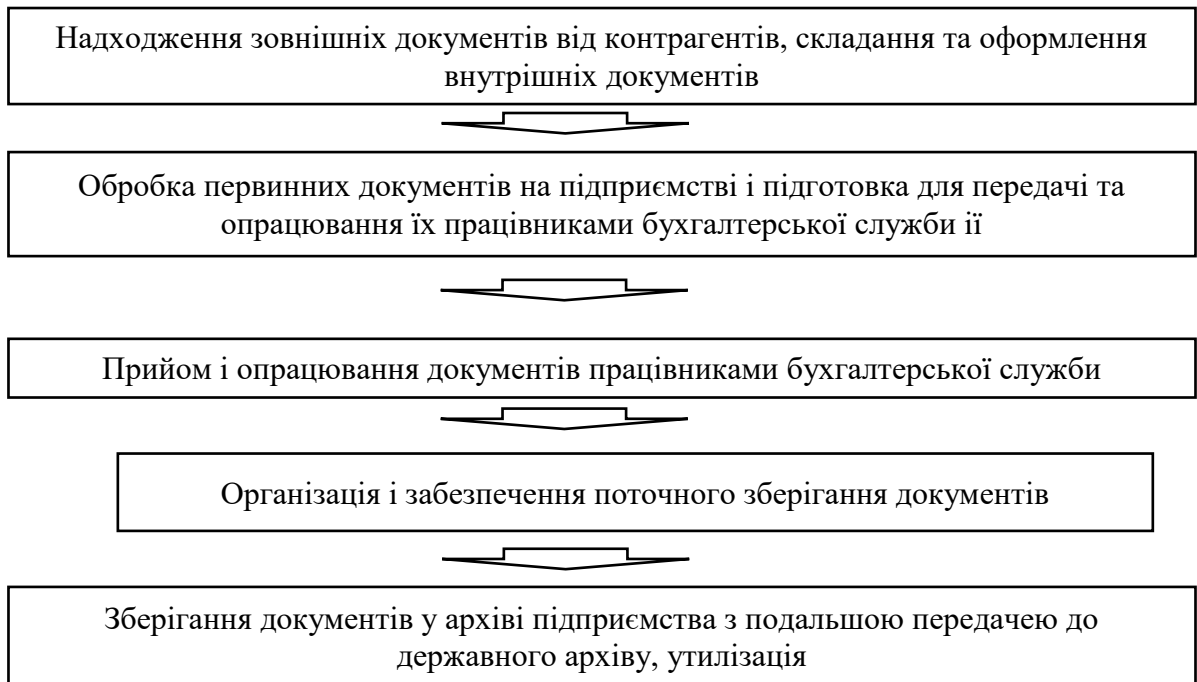 Надходження зовнішніх документів від контрагентів, складання та оформлення
внутрішніх документів
Обробка первинних документів на підприємстві і підготовка для передачі та
опрацювання їх працівниками бухгалтерської служби ії
Прийом і опрацювання документів працівниками бухгалтерської служби
Організація і забезпечення поточного зберігання документів
Зберігання документів у архіві підприємства з подальшою передачею до
державного архіву, утилізація